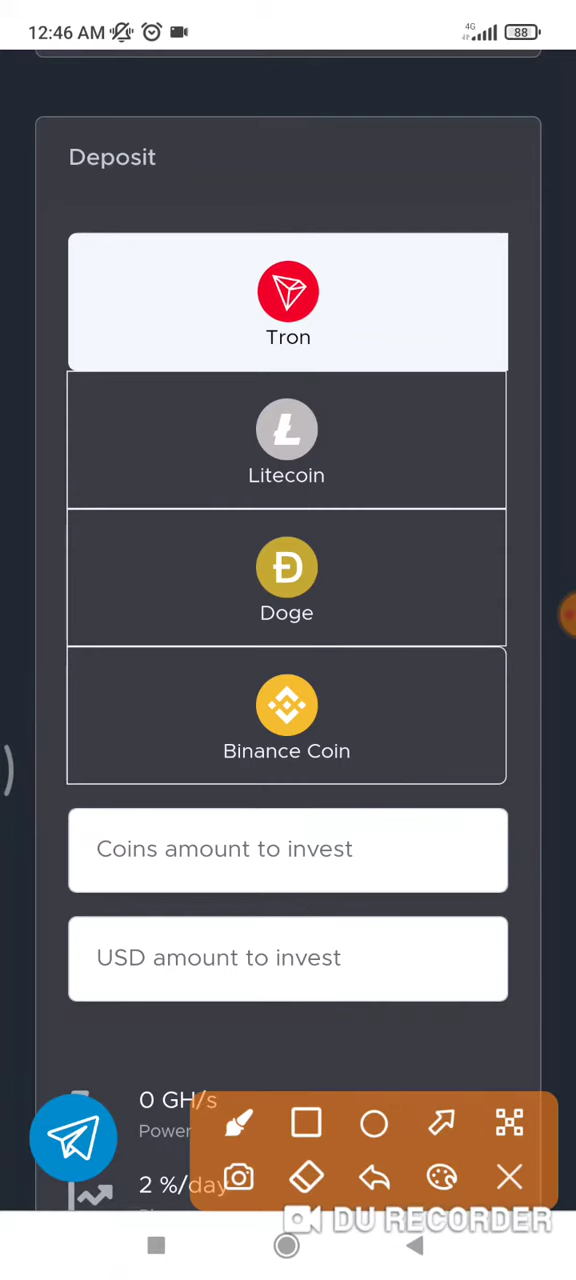 12:46 AM
4G
88
Deposit
Tron
Litecoin
Doge
Binance Coin
Coins amount to invest
USD amount to invest
0 GH/s
Power
2 %/day
DU RECORDER